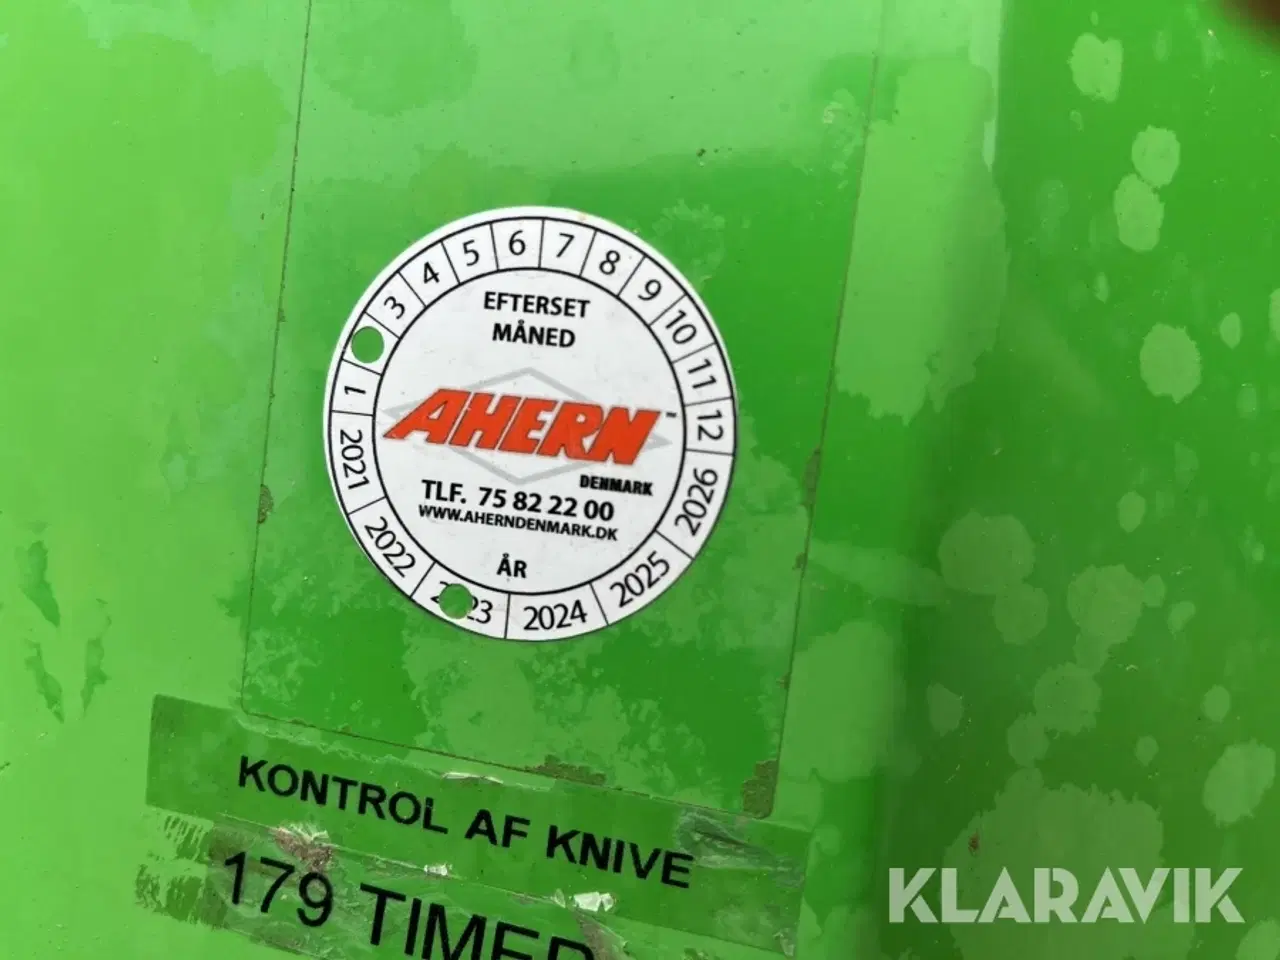 1 3 4 5 6 7 8 9 10 11 12
EFTERSET
MÅNED
AHERN™
DENMARK
TLF. 75 82 22 00
WWW.AHERNDENMARK.DK
ÅR
2021 2022 2024 2025 2026
KONTROL AF KNIVE
179 TIMER
KLARAVIK